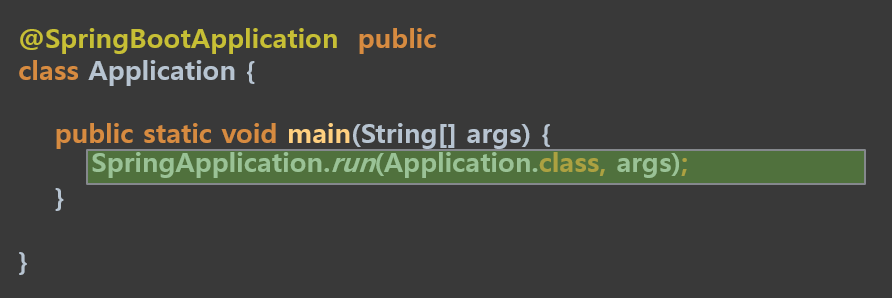 @SpringBootApplication public
class Application {
public static void main(String[] args) {
SpringApplication.run(Application.class, args);
}
}